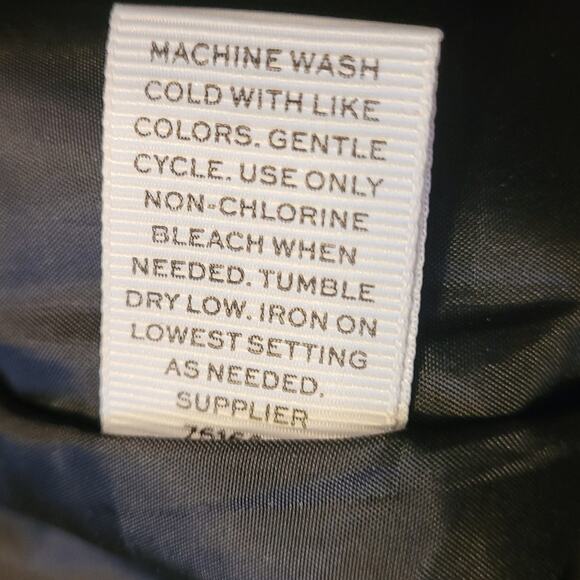 MACHINE WASH
COLD WITH LIKE
COLORS. GENTLE
CYCLE. USE ONLY
NON-CHLORINE
BLEACH WHEN
NEEDED. TUMBLE
DRY LOW. IRON ON
LOWEST SETTING
AS NEEDED.
SUPPLIER